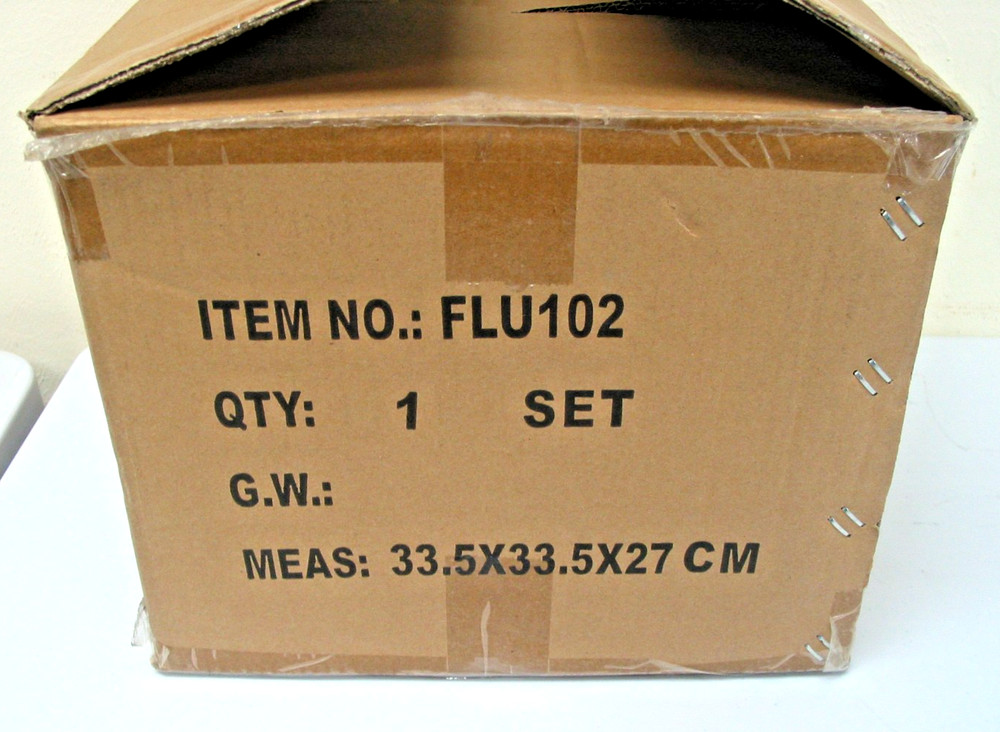 ITEM NO.: FLU102
QTY: 1 SET
G.W.:
MEAS: 33.5X33.5X27 CM